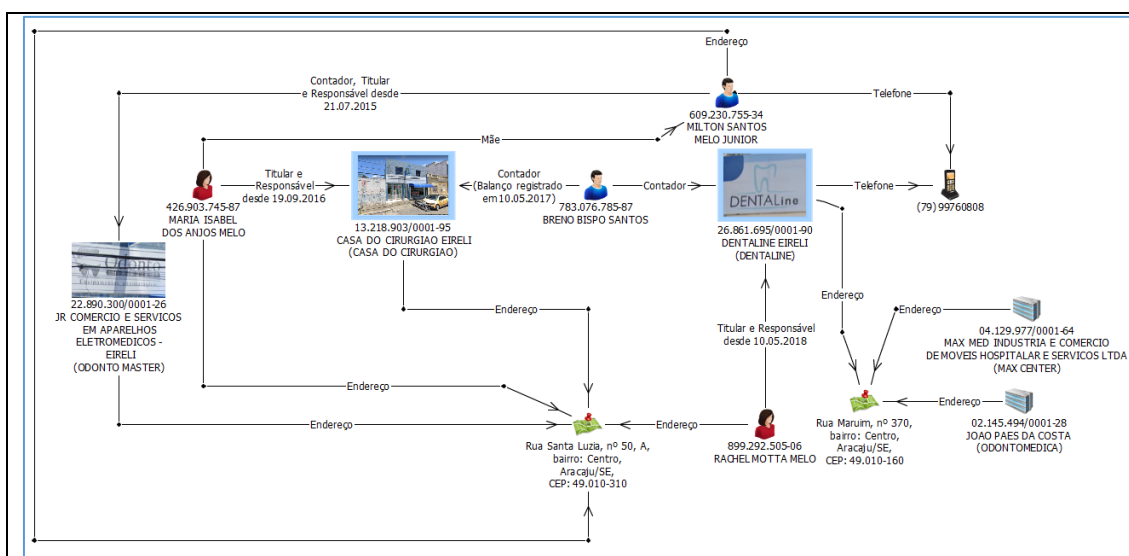 Endereço
Contador, Titular
e Responsável desde
21.07.2015
Telefone
609.230.755-34
MILTON SANTOS
MELO JUNIOR
Mãe
Titular e
Responsável
desde 19.09.2016
Contador
(Balanço registrado
em 10.05.2017)
Contador
DENTALine
Telefone
426.903.745-87
MARIA ISABEL
DOS ANJOS MELO
783.076.785-87
BRENO BISPO SANTOS
(79) 99760808
13.218.903/0001-95
CASA DO CIRURGIAO EIRELI
(CASA DO CIRURGIAO)
26.861.695/0001-90
DENTALINE EIRELI
(DENTALINE)
Odonto
22.890.300/0001-26
JR COMERCIO E SERVICOS
EM APARELHOS
ELETROMEDICOS -
EIRELI
(ODONTO MASTER)
Endereço
Endereço
Titular e Responsável
desde 10.05.2018
04.129.977/0001-64
MAX MED INDUSTRIA E COMERCIO
DE MOVEIS HOSPITALAR E SERVICOS LTDA
(MAX CENTER)
Endereço
Endereço
Endereço
Endereço
Endereço
Rua Santa Luzia, nº 50, A,
bairro: Centro,
Aracaju/SE,
CEP: 49.010-310
899.292.505-06
RACHEL MOTTA MELO
Rua Maruim, nº 370,
bairro: Centro,
Aracaju/SE,
CEP: 49.010-160
02.145.494/0001-28
JOAO PAES DA COSTA
(ODONTOMEDICA)